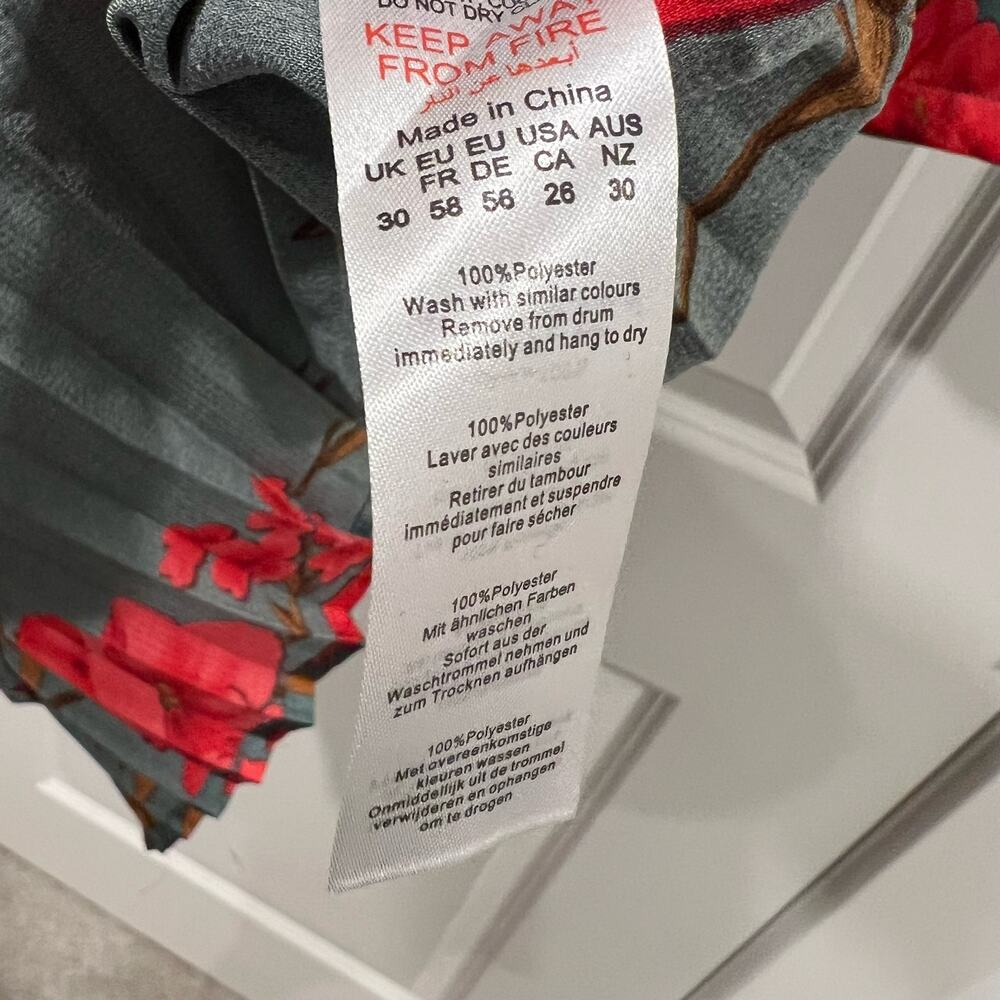 DO NOT DRY
KEEP AWAY
FROM FIRE
أبعدها عن النار
Made in China
UK EU EU USA AUS
FR DE CA NZ
30 58 56 26 30
100%Polyester
Wash with similar colours
Remove from drum
immediately and hang to dry
100%Polyester
Laver avec des couleurs
similaires
Retirer du tambour
immédiatement et suspendre
pour faire sécher
100%Polyester
Mit ähnlichen Farben
waschen
Sofort aus der
Waschtrommel nehmen und
zum Trocknen aufhängen
100%Polyester
Met overeenkomstige
kleuren wassen
Onmiddellijk uit de trommel
verwijderen en ophangen
om te drogen